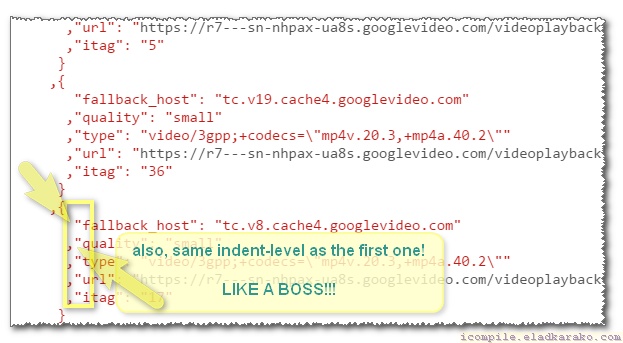 ,"url": "https://r7---sn-nhpax-ua8s.googlevideo.com/videoplayback
,"itag": "5"
}
,{
"fallback_host": "tc.v19.cache4.googlevideo.com"
,"quality": "small"
,"type": "video/3gpp;+codecs=\"mp4v.20.3,+mp4a.40.2\""
,"url": "https://r7---sn-nhpax-ua8s.googlevideo.com/videoplayback
,"itag": "36"
}
,{
"fallback_host": "tc.v8.cache4.googlevideo.com"
,"quality": "small"
also, same indent-level as the first one!
,"type": "video/3gpp;+codecs=\"mp4v.20.3,+mp4a.40.2\""
,"url": "https://r7---sn-nhpax-ua8s.googlevideo.com/videoplayback
LIKE A BOSS!!!
,"itag": "17"
}
icompile.eladkarako.com